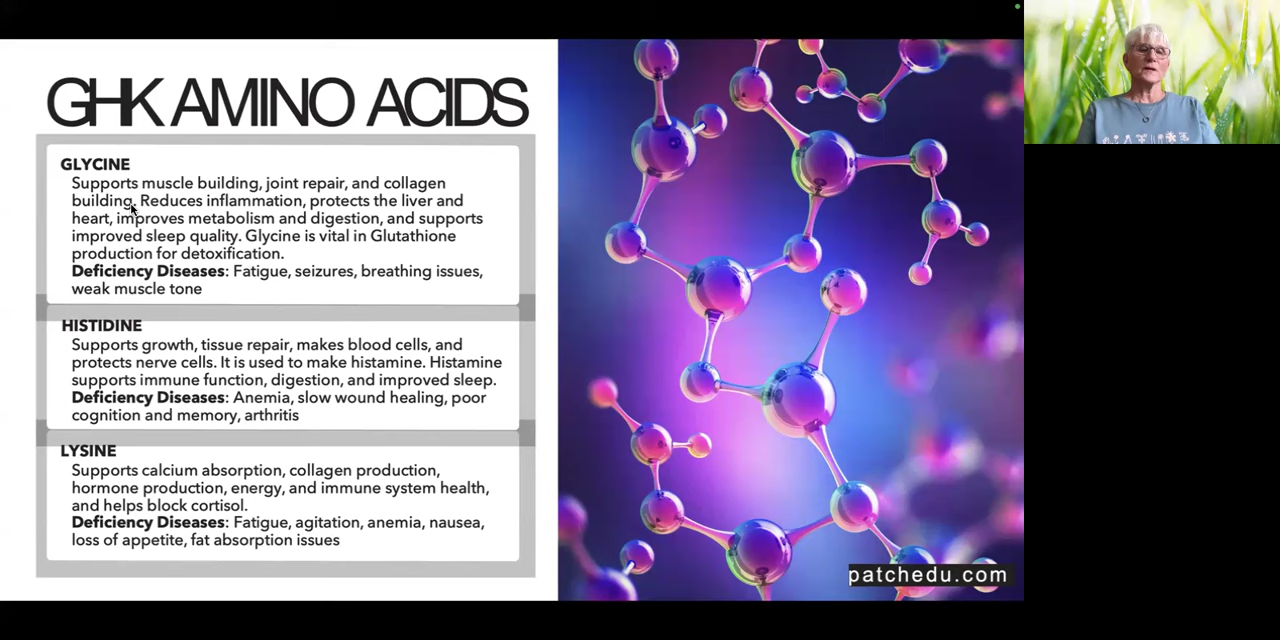 GHK AMINO ACIDS
GLYCINE
Supports muscle building, joint repair, and collagen
building. Reduces inflammation, protects the liver and
heart, improves metabolism and digestion, and supports
improved sleep quality. Glycine is vital in Glutathione
production for detoxification.
Deficiency Diseases: Fatigue, seizures, breathing issues,
weak muscle tone
HISTIDINE
Supports growth, tissue repair, makes blood cells, and
protects nerve cells. It is used to make histamine. Histamine
supports immune function, digestion, and improved sleep.
Deficiency Diseases: Anemia, slow wound healing, poor
cognition and memory, arthritis
LYSINE
Supports calcium absorption, collagen production,
hormone production, energy, and immune system health,
and helps block cortisol.
Deficiency Diseases: Fatigue, agitation, anemia, nausea,
loss of appetite, fat absorption issues
patchedu.com